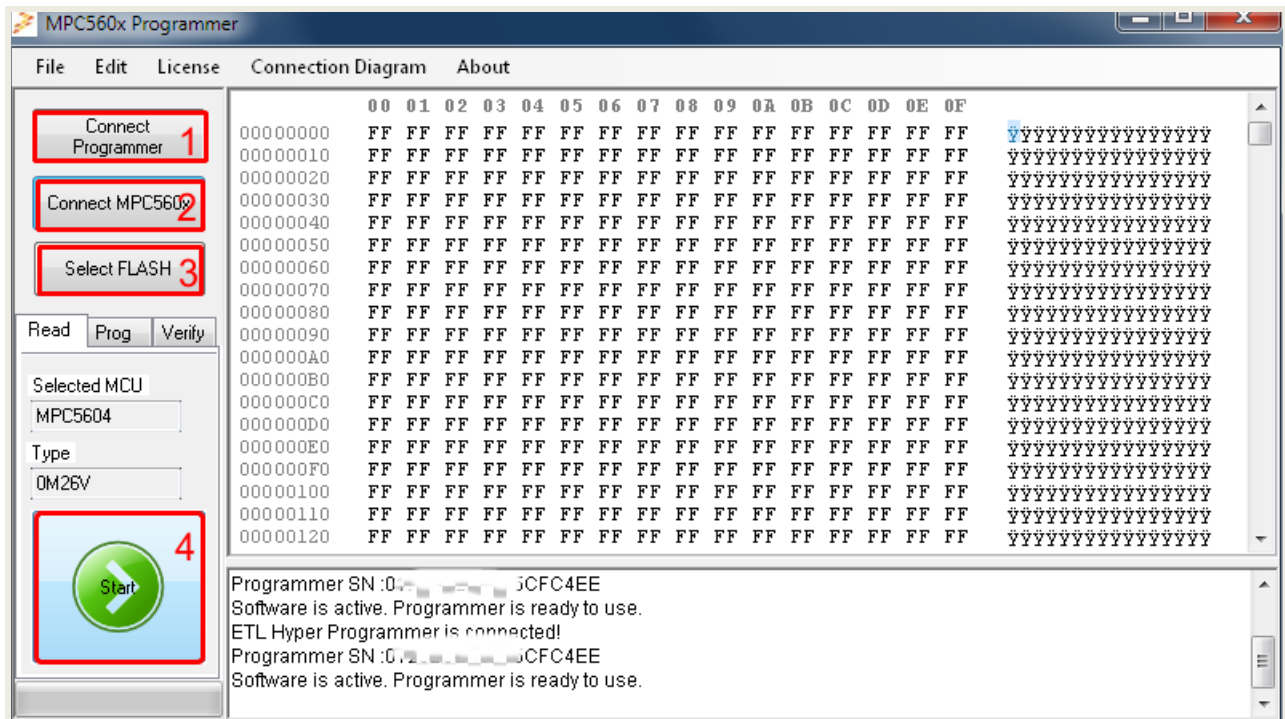 MPC560x Programmer
File Edit License Connection Diagram About
Connect
Programmer 1
Connect MPC560x 2
Select FLASH 3
Read Prog Verify
Selected MCU
MPC5604
Type
0M26V
Start 4
00 01 02 03 04 05 06 07 08 09 0A 0B 0C 0D 0E 0F
00000000 FF FF FF FF FF FF FF FF FF FF FF FF FF FF FF FF ÿÿÿÿÿÿÿÿÿÿÿÿÿÿÿÿ
00000010 FF FF FF FF FF FF FF FF FF FF FF FF FF FF FF FF ÿÿÿÿÿÿÿÿÿÿÿÿÿÿÿÿ
00000020 FF FF FF FF FF FF FF FF FF FF FF FF FF FF FF FF ÿÿÿÿÿÿÿÿÿÿÿÿÿÿÿÿ
00000030 FF FF FF FF FF FF FF FF FF FF FF FF FF FF FF FF ÿÿÿÿÿÿÿÿÿÿÿÿÿÿÿÿ
00000040 FF FF FF FF FF FF FF FF FF FF FF FF FF FF FF FF ÿÿÿÿÿÿÿÿÿÿÿÿÿÿÿÿ
00000050 FF FF FF FF FF FF FF FF FF FF FF FF FF FF FF FF ÿÿÿÿÿÿÿÿÿÿÿÿÿÿÿÿ
00000060 FF FF FF FF FF FF FF FF FF FF FF FF FF FF FF FF ÿÿÿÿÿÿÿÿÿÿÿÿÿÿÿÿ
00000070 FF FF FF FF FF FF FF FF FF FF FF FF FF FF FF FF ÿÿÿÿÿÿÿÿÿÿÿÿÿÿÿÿ
00000080 FF FF FF FF FF FF FF FF FF FF FF FF FF FF FF FF ÿÿÿÿÿÿÿÿÿÿÿÿÿÿÿÿ
00000090 FF FF FF FF FF FF FF FF FF FF FF FF FF FF FF FF ÿÿÿÿÿÿÿÿÿÿÿÿÿÿÿÿ
000000A0 FF FF FF FF FF FF FF FF FF FF FF FF FF FF FF FF ÿÿÿÿÿÿÿÿÿÿÿÿÿÿÿÿ
000000B0 FF FF FF FF FF FF FF FF FF FF FF FF FF FF FF FF ÿÿÿÿÿÿÿÿÿÿÿÿÿÿÿÿ
000000C0 FF FF FF FF FF FF FF FF FF FF FF FF FF FF FF FF ÿÿÿÿÿÿÿÿÿÿÿÿÿÿÿÿ
000000D0 FF FF FF FF FF FF FF FF FF FF FF FF FF FF FF FF ÿÿÿÿÿÿÿÿÿÿÿÿÿÿÿÿ
000000E0 FF FF FF FF FF FF FF FF FF FF FF FF FF FF FF FF ÿÿÿÿÿÿÿÿÿÿÿÿÿÿÿÿ
000000F0 FF FF FF FF FF FF FF FF FF FF FF FF FF FF FF FF ÿÿÿÿÿÿÿÿÿÿÿÿÿÿÿÿ
00000100 FF FF FF FF FF FF FF FF FF FF FF FF FF FF FF FF ÿÿÿÿÿÿÿÿÿÿÿÿÿÿÿÿ
00000110 FF FF FF FF FF FF FF FF FF FF FF FF FF FF FF FF ÿÿÿÿÿÿÿÿÿÿÿÿÿÿÿÿ
00000120 FF FF FF FF FF FF FF FF FF FF FF FF FF FF FF FF ÿÿÿÿÿÿÿÿÿÿÿÿÿÿÿÿ
Programmer SN :
Software is active. Programmer is ready to use.
ETL Hyper Programmer is connected!
Programmer SN :
Software is active. Programmer is ready to use.